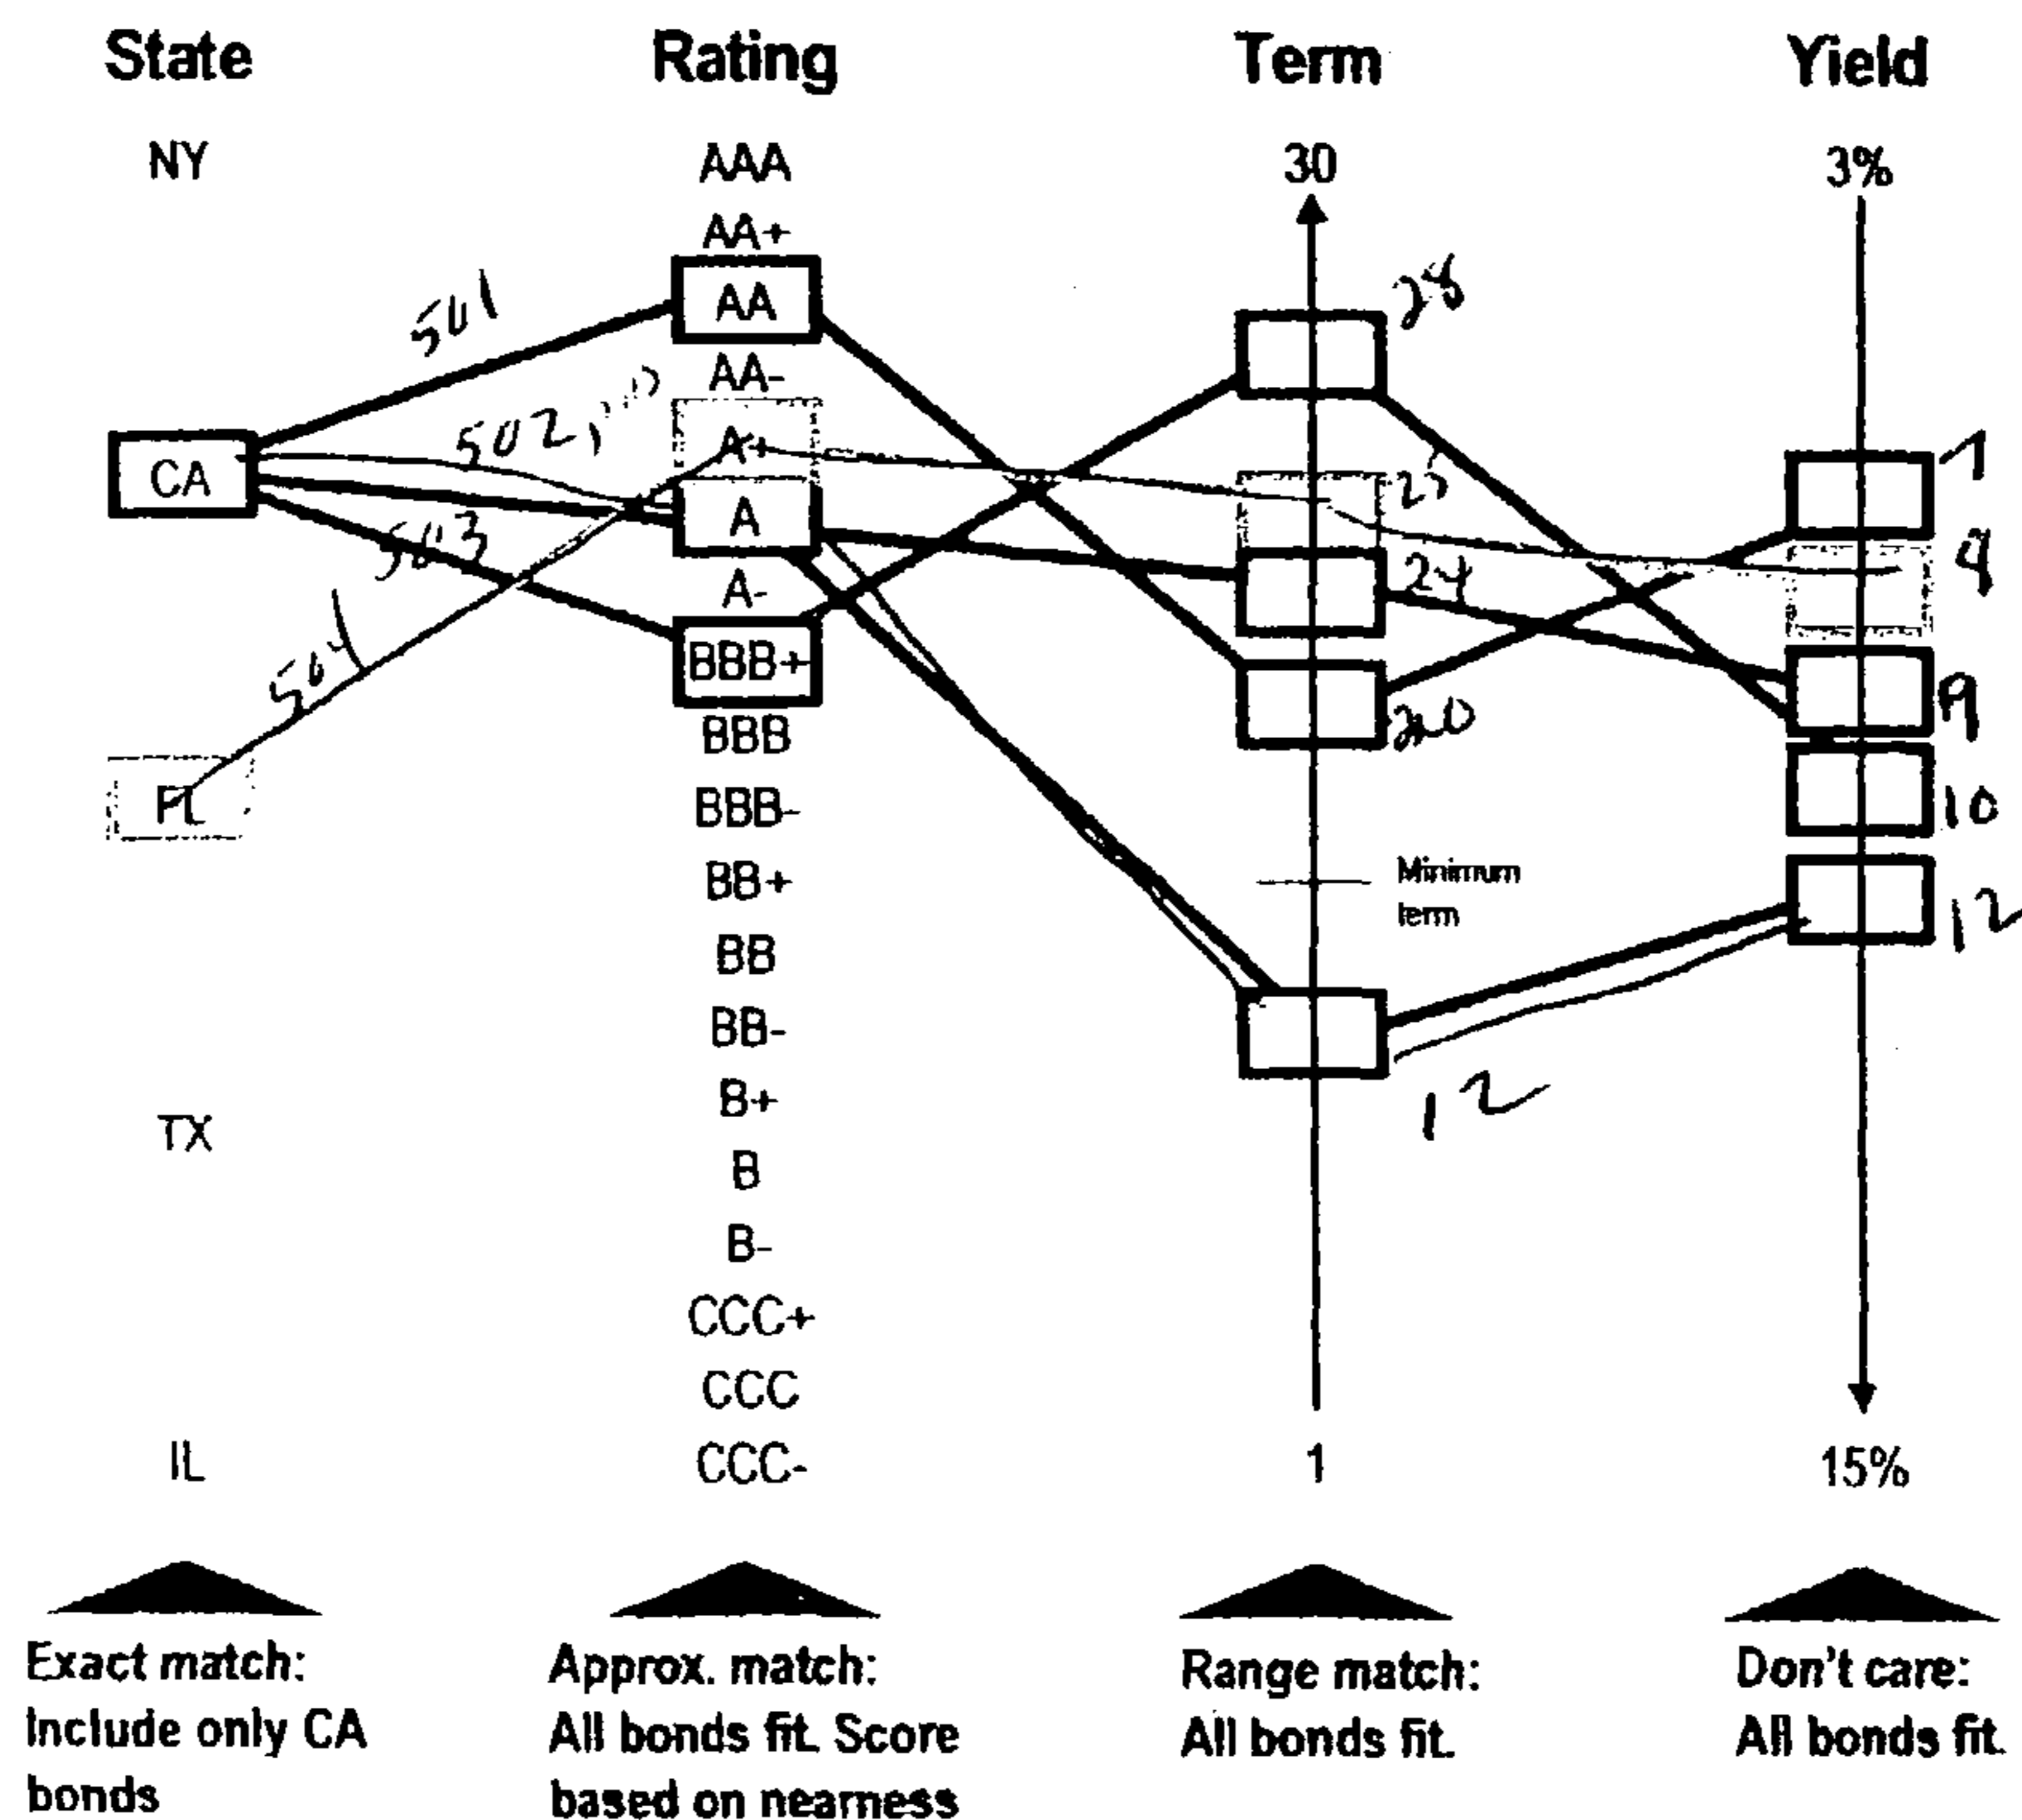 State
Rating
Term
Yield
NY
AAA
30
3%
AA+
AA
501
28
AA-
502,
A+
25
7
CA
A
503
24
A-
9
BBB+
504
20
BBB
FL
BBB-
10
BB+
Minimum
term
12
BB
BB-
12
B+
TX
B
B-
CCC+
CCC
IL
CCC-
1
15%
Exact match:
Include only CA
bonds
Approx. match:
All bonds fit. Score
based on nearness
Range match:
All bonds fit.
Don't care:
All bonds fit.